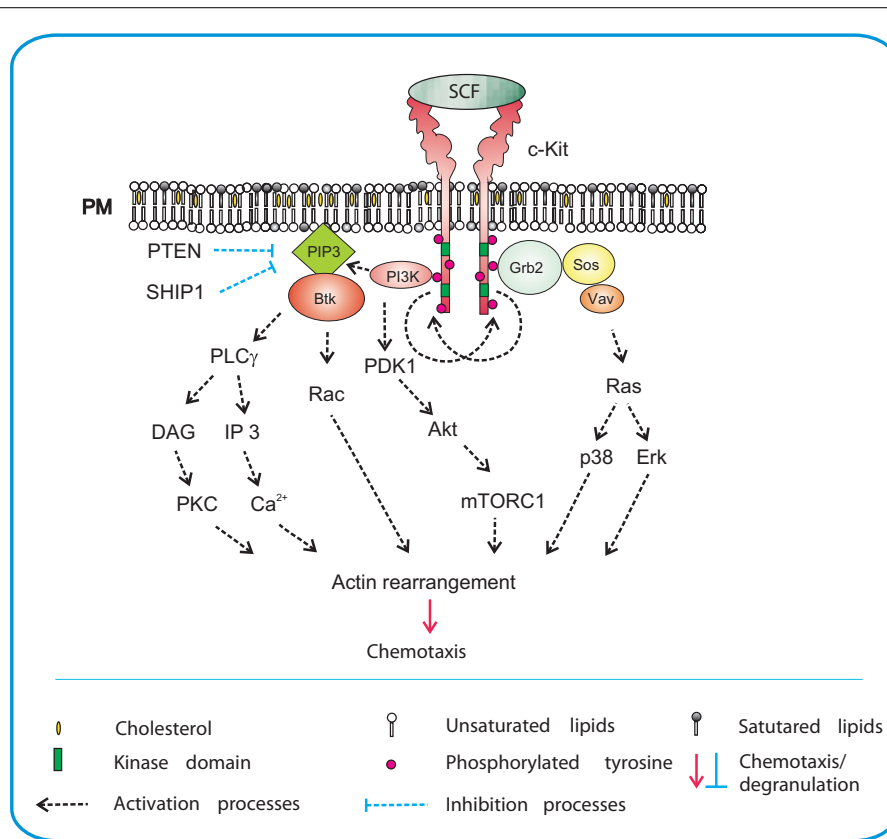 SCF
c-Kit
PM
PTEN
SHIP1
PIP3
Btk
PI3K
Grb2
Sos
Vav
PLCγ
PDK1
Rac
Ras
DAG
IP 3
Akt
p38
Erk
PKC
Ca²⁺
mTORC1
Actin rearrangement
Chemotaxis
Cholesterol
Unsaturated lipids
Satutared lipids
Kinase domain
Phosphorylated tyrosine
Chemotaxis/
degranulation
Activation processes
Inhibition processes